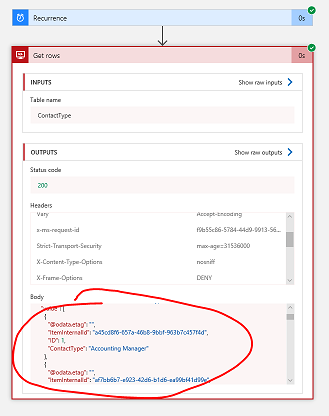 Recurrence 0s
Get rows 0s
INPUTS Show raw inputs
Table name
ContactType
OUTPUTS Show raw outputs
Status code
200
Headers
Vary Accept-Encoding
x-ms-request-id f9b55c86-5784-44d9-9913-56...
Strict-Transport-Security max-age=31536000
X-Content-Type-Options nosniff
X-Frame-Options DENY
Body
"@odata.etag": "",
"ItemInternalId": "a45cd8f6-657a-46b8-9bbf-963b7c457f4d",
"ID": 1,
"ContactType": "Accounting Manager"
},
{
"@odata.etag": "",
"ItemInternalId": "af7bb6b7-e923-42d6-b1d6-ea99bf41d99e",